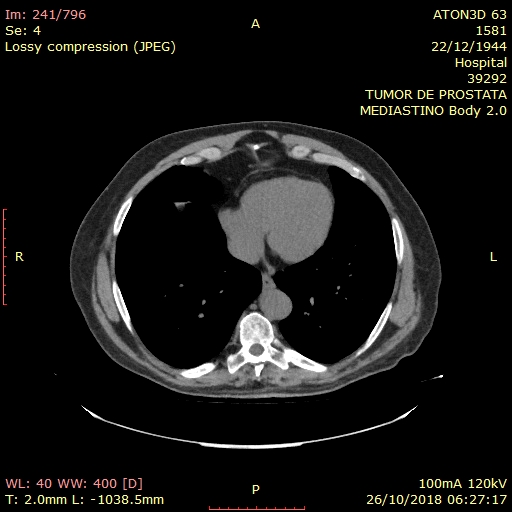 Im: 241/796
Se: 4
Lossy compression (JPEG)
A
ATON3D 63
1581
22/12/1944
Hospital
39292
TUMOR DE PROSTATA
MEDIASTINO Body 2.0
R
L
WL: 40 WW: 400 [D]
T: 2.0mm L: -1038.5mm
P
100mA 120kV
26/10/2018 06:27:17